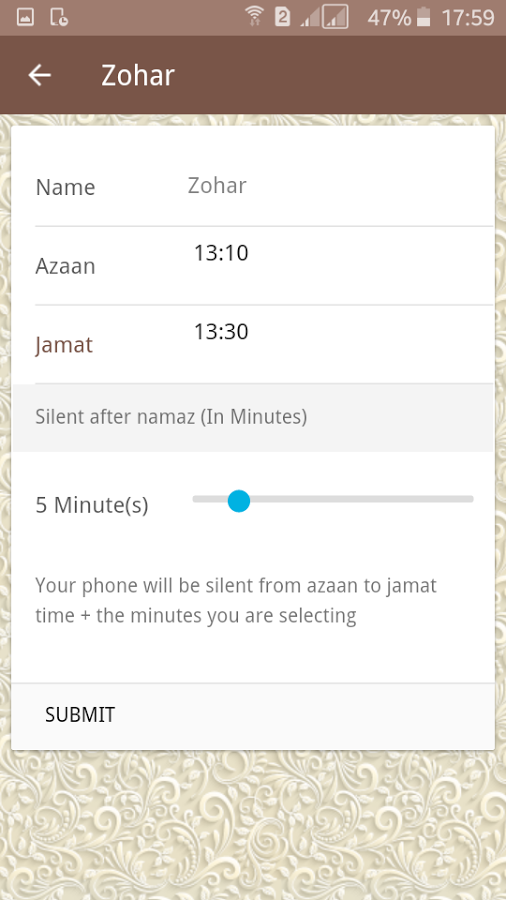 2 47% 17:59
Zohar
Name Zohar
Azaan 13:10
Jamat 13:30
Silent after namaz (In Minutes)
5 Minute(s)
Your phone will be silent from azaan to jamat
time + the minutes you are selecting
SUBMIT